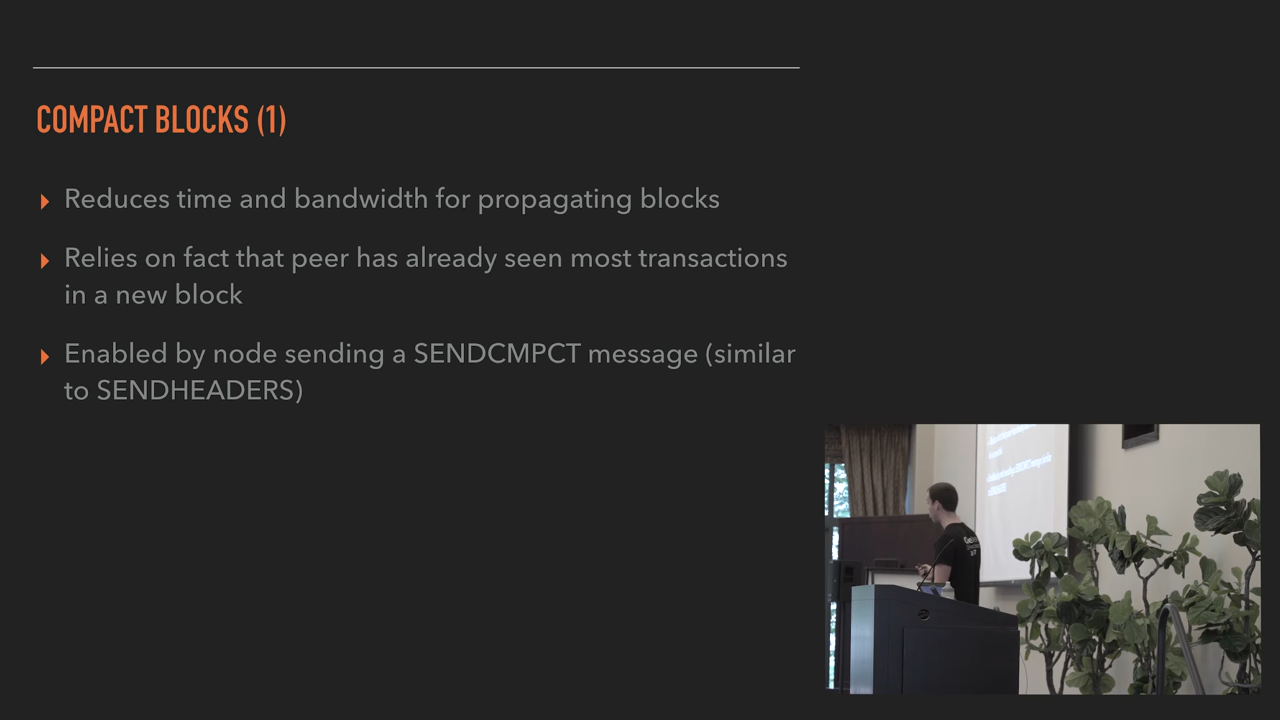 COMPACT BLOCKS (1)
Reduces time and bandwidth for propagating blocks
Relies on fact that peer has already seen most transactions
in a new block
Enabled by node sending a SENDCMPCT message (similar
to SENDHEADERS)